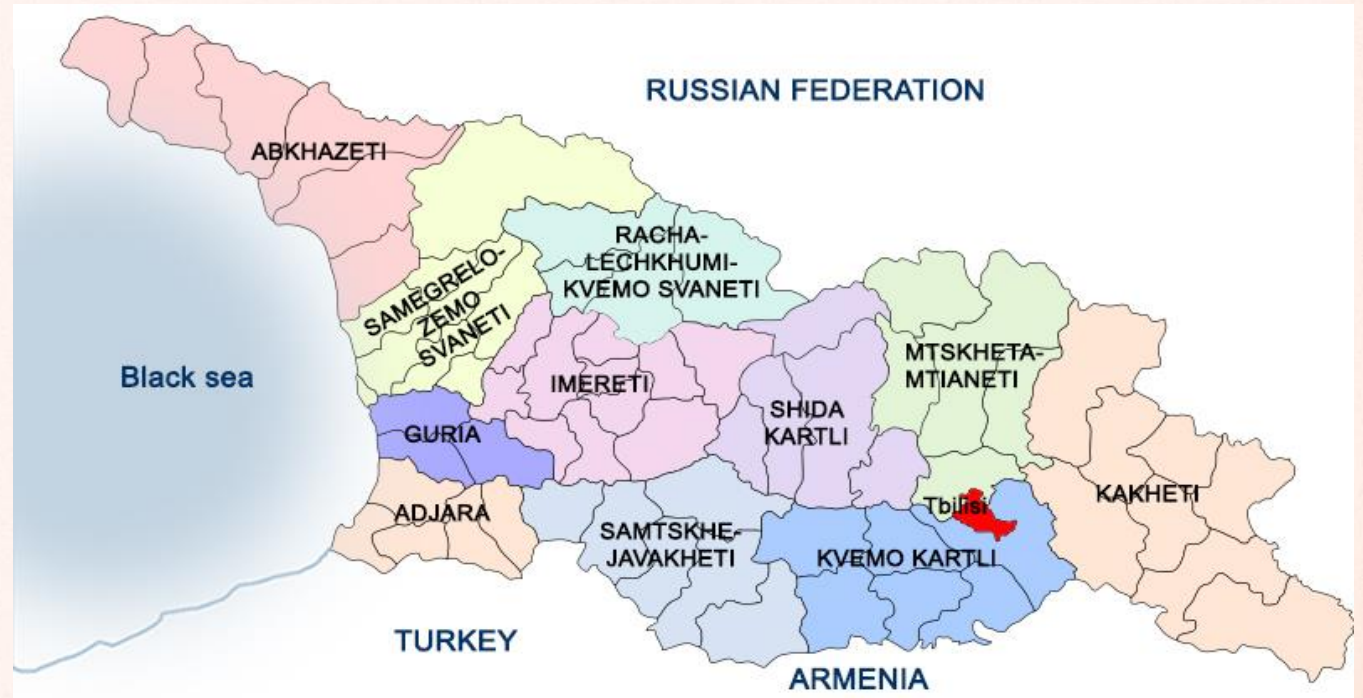 RUSSIAN FEDERATION
ABKHAZETI
RACHA-
LECHKHUMI-
KVEMO SVANETI
SAMEGRELO-
ZEMO
SVANETI
Black sea
IMERETI
MTSKHETA-
MTIANETI
SHIDA
KARTLI
GURIA
KAKHETI
Tbilisi
ADJARA
SAMTSKHE-
JAVAKHETI
KVEMO KARTLI
TURKEY
ARMENIA